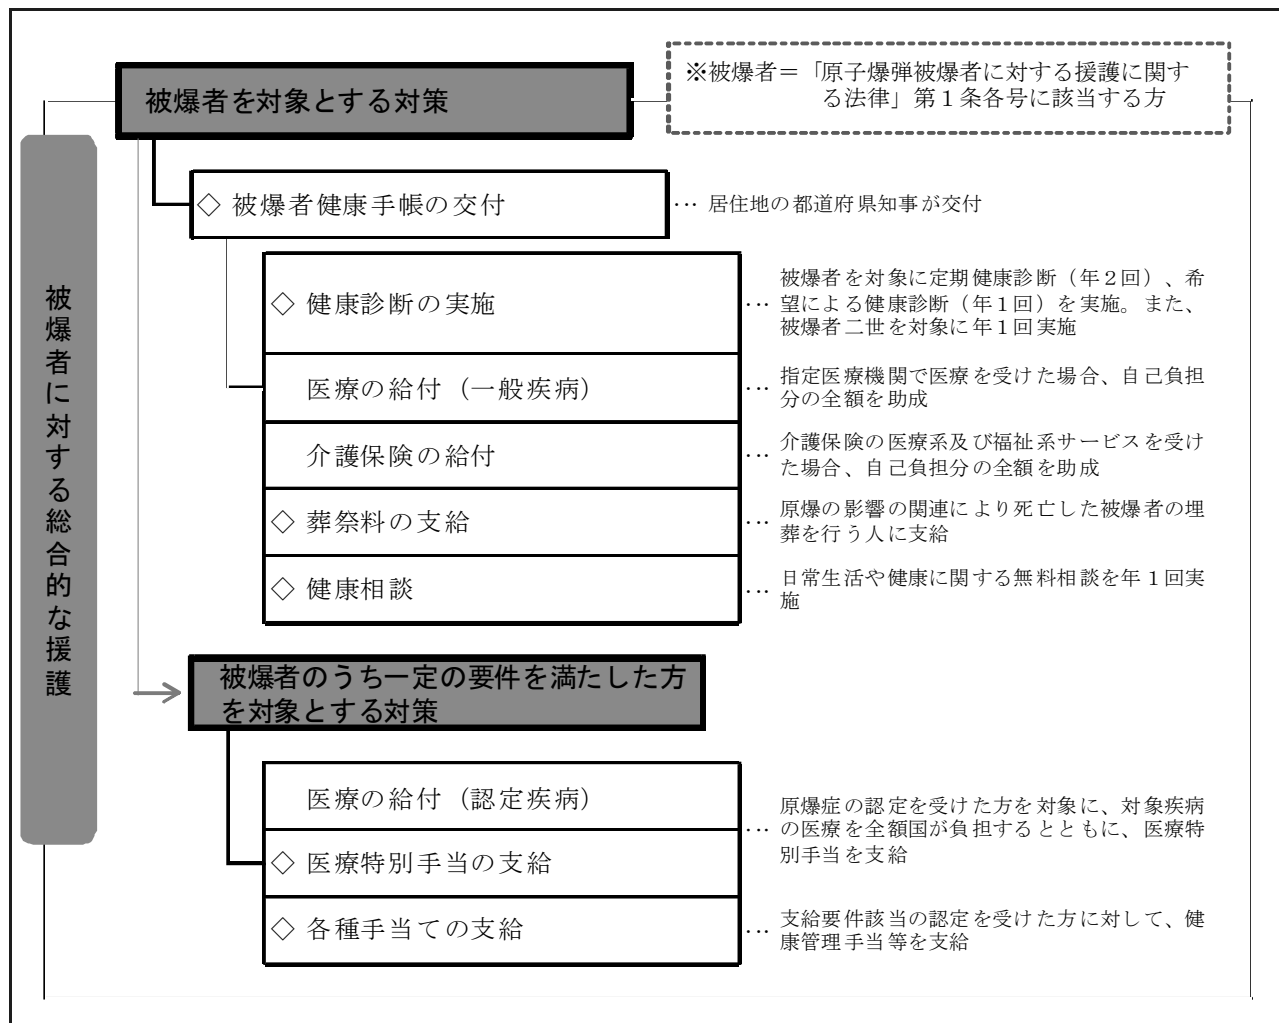 ※被爆者＝「原子爆弾被爆者に対する援護に関す
る法律」第１条各号に該当する方
被爆者を対象とする対策
被爆者に対する総合的な援護
◇ 被爆者健康手帳の交付
… 居住地の都道府県知事が交付
◇ 健康診断の実施
… 被爆者を対象に定期健康診断（年２回）、希
望による健康診断（年１回）を実施。また、
被爆者二世を対象に年１回実施
医療の給付（一般疾病）
… 指定医療機関で医療を受けた場合、自己負担
分の全額を助成
介護保険の給付
… 介護保険の医療系及び福祉系サービスを受け
た場合、自己負担分の全額を助成
◇ 葬祭料の支給
… 原爆の影響の関連により死亡した被爆者の埋
葬を行う人に支給
◇ 健康相談
… 日常生活や健康に関する無料相談を年１回実
施
被爆者のうち一定の要件を満たした方
を対象とする対策
医療の給付（認定疾病）
◇ 医療特別手当の支給
… 原爆症の認定を受けた方を対象に、対象疾病
の医療を全額国が負担するとともに、医療特
別手当を支給
◇ 各種手当ての支給
… 支給要件該当の認定を受けた方に対して、健
康管理手当等を支給